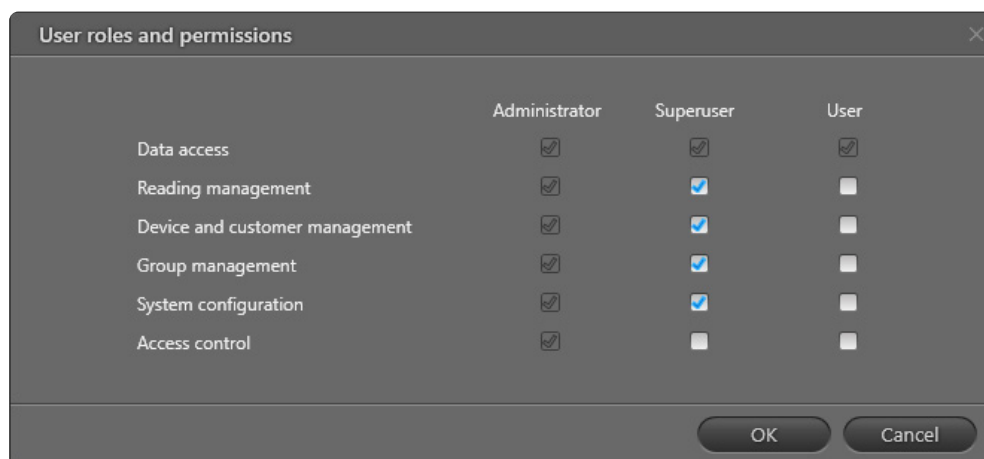 User roles and permissions
Administrator Superuser User
Data access
Reading management
Device and customer management
Group management
System configuration
Access control
OK Cancel